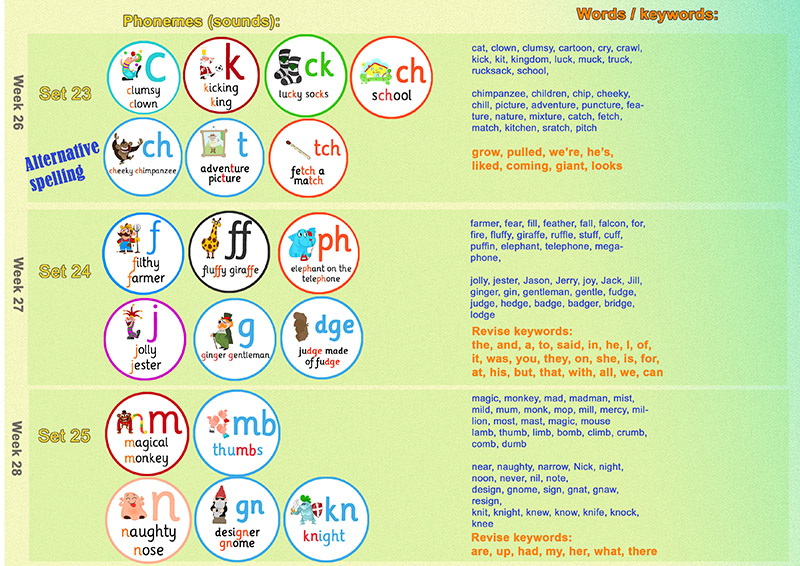 Phonemes (sounds):
Words / keywords:
Week 26
Set 23
c
clumsy
clown
k
kicking
king
ck
lucky socks
ch
school
cat, clown, clumsy, cartoon, cry, crawl,
kick, kit, kingdom, luck, muck, truck,
rucksack, school,
Alternative
spelling
ch
cheeky chimpanzee
t
adventure
picture
tch
fetch a
match
chimpanzee, children, chip, cheeky,
chill, picture, adventure, puncture, fea-
ture, nature, mixture, catch, fetch,
match, kitchen, sratch, pitch
grow, pulled, we're, he's,
liked, coming, giant, looks
Week 27
Set 24
f
filthy
farmer
ff
fluffy giraffe
ph
elephant on the
telephone
farmer, fear, fill, feather, fall, falcon, for,
fire, fluffy, giraffe, ruffle, stuff, cuff,
puffin, elephant, telephone, mega-
phone,
j
jolly
jester
g
ginger gentleman
dge
judge made
of fudge
jolly, jester, Jason, Jerry, joy, Jack, Jill,
ginger, gin, gentleman, gentle, fudge,
judge, hedge, badge, badger, bridge,
lodge
Revise keywords:
the, and, a, to, said, in, he, I, of,
it, was, you, they, on, she, is, for,
at, his, but, that, with, all, we, can
Week 28
Set 25
m
magical
monkey
mb
thumbs
magic, monkey, mad, madman, mist,
mild, mum, monk, mop, mill, mercy, mil-
lion, most, mast, magic, mouse
lamb, thumb, limb, bomb, climb, crumb,
comb, dumb
n
naughty
nose
gn
designer
gnome
kn
knight
near, naughty, narrow, Nick, night,
noon, never, nil, note,
design, gnome, sign, gnat, gnaw,
resign,
knit, knight, knew, know, knife, knock,
knee
Revise keywords:
are, up, had, my, her, what, there